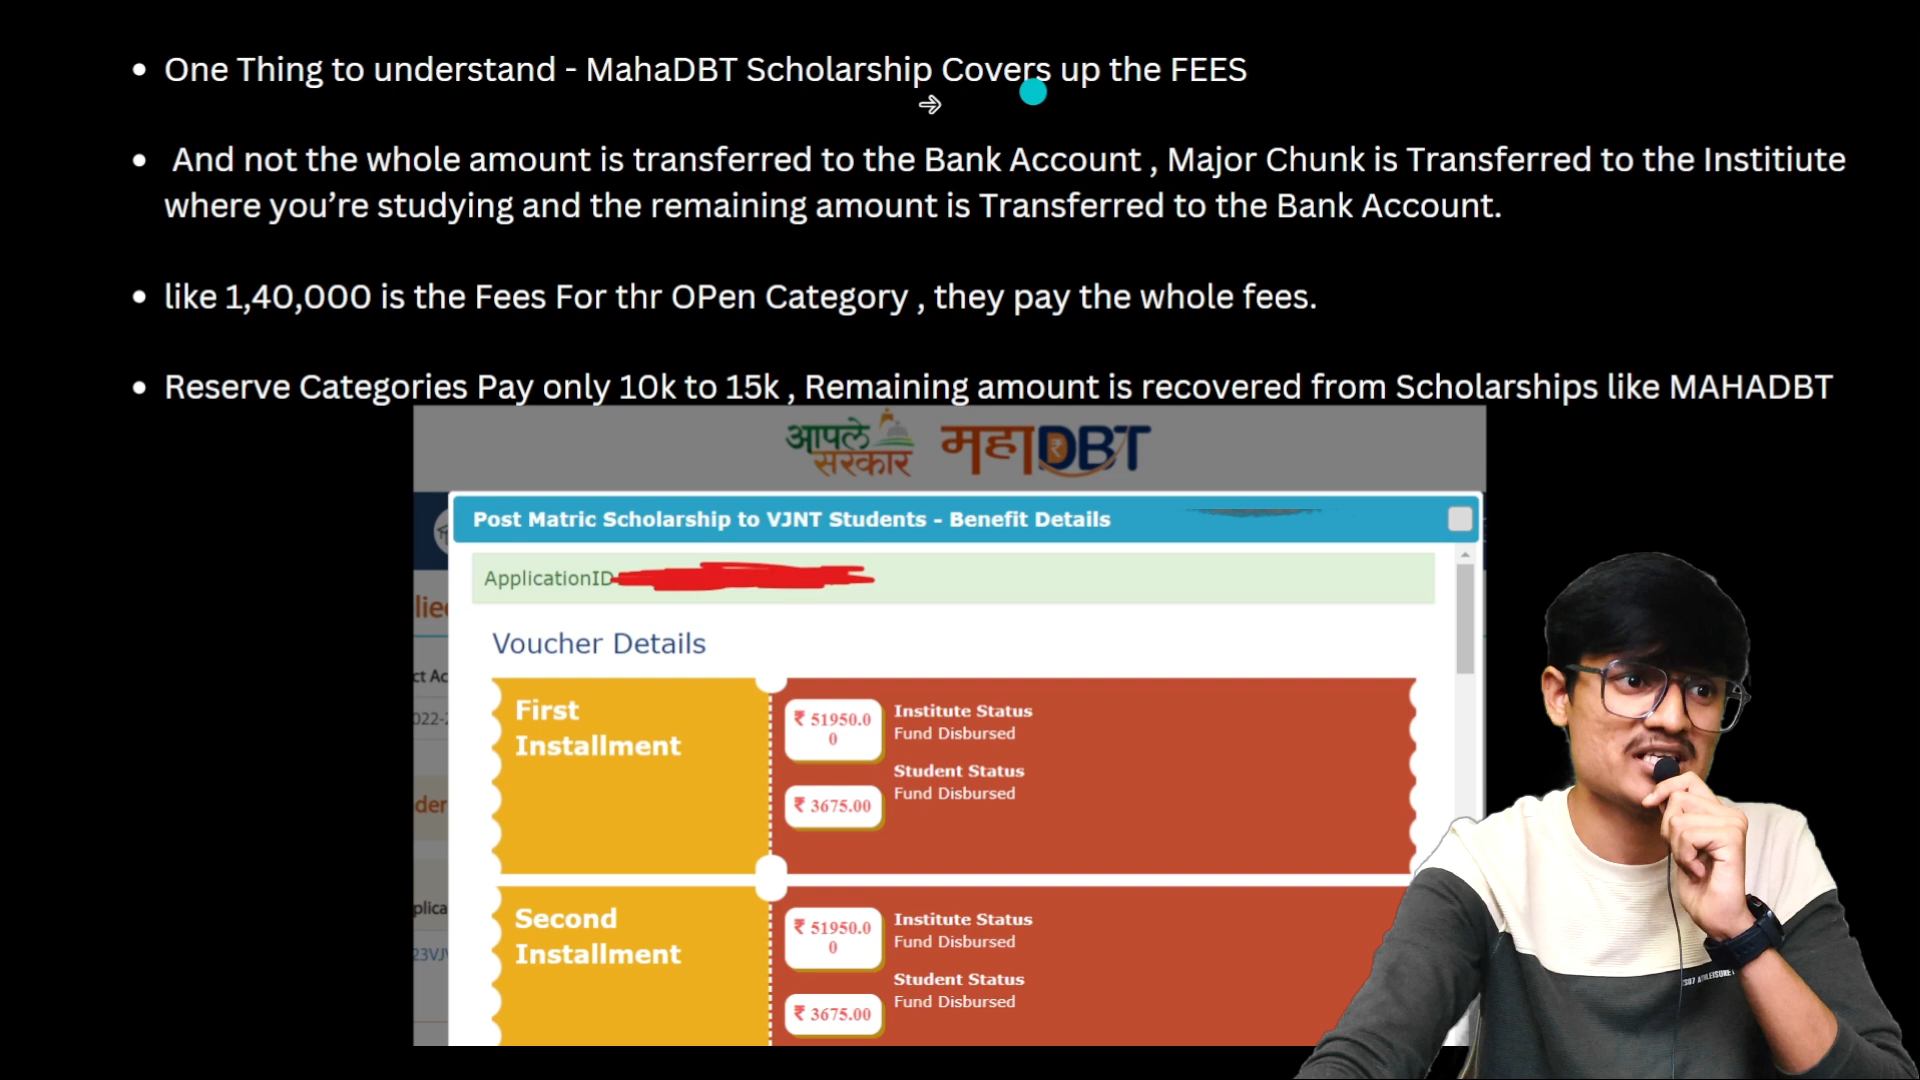 One Thing to understand - MahaDBT Scholarship Covers up the FEES
And not the whole amount is transferred to the Bank Account , Major Chunk is Transferred to the Institiute
where you’re studying and the remaining amount is Transferred to the Bank Account.
like 1,40,000 is the Fees For thr OPen Category , they pay the whole fees.
Reserve Categories Pay only 10k to 15k , Remaining amount is recovered from Scholarships like MAHADBT
आपले सरकार
महाDBT
Post Matric Scholarship to VJNT Students - Benefit Details
ApplicationID
Voucher Details
First
Installment
₹ 51950.0
0
Institute Status
Fund Disbursed
Student Status
Fund Disbursed
₹ 3675.00
Second
Installment
₹ 51950.0
0
Institute Status
Fund Disbursed
Student Status
Fund Disbursed
₹ 3675.00